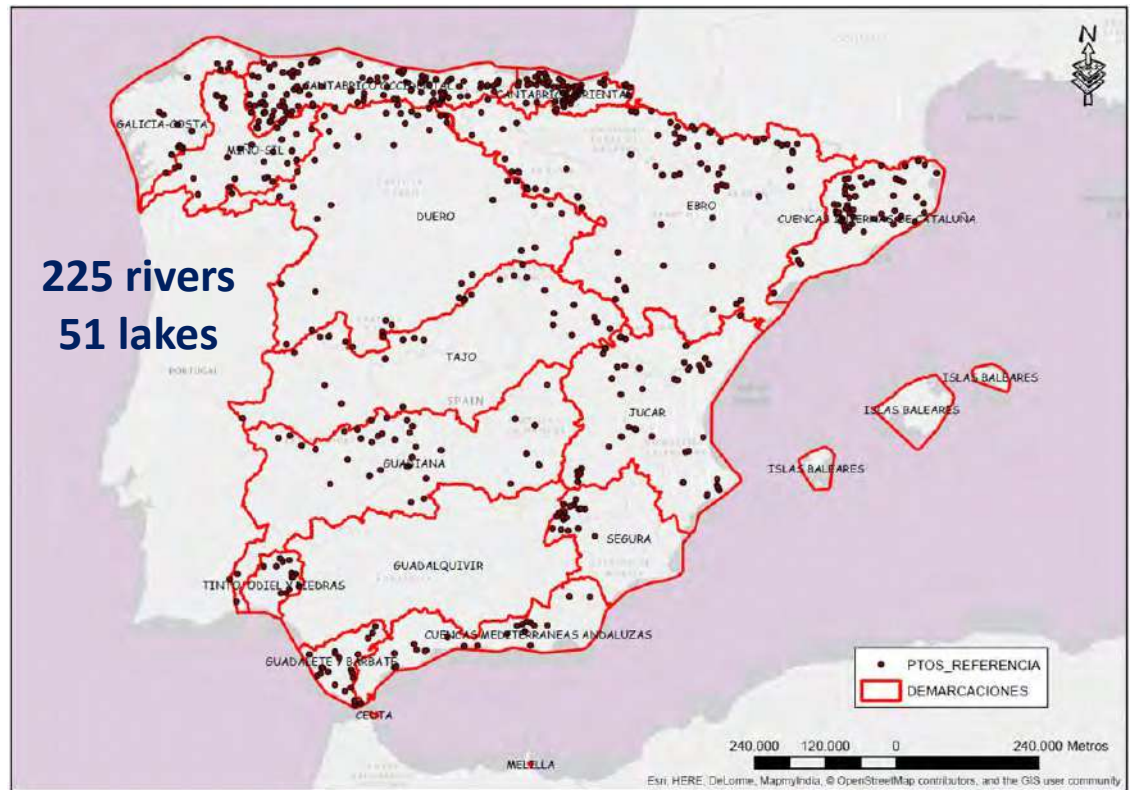 N
CANTABRICO OCCIDENTAL
CANTABRICO ORIENTAL
GALICIA-COSTA
MIÑO-SIL
DUERO
EBRO
CUENCAS INTERNAS DE CATALUÑA
225 rivers
51 lakes
PORTUGAL
TAJO
SPAIN
ISLAS BALEARES
ISLAS BALEARES
JUCAR
ISLAS BALEARES
GUADIANA
SEGURA
GUADALQUIVIR
TINTO, ODIEL Y PIEDRAS
CUENCAS MEDITERRANEAS ANDALUZAS
GUADALETE Y BARBATE
CEUTA
MELILLA
PTOS_REFERENCIA
DEMARCACIONES
240.000 120.000 0 240.000 Metros
Esri, HERE, DeLorme, MapmyIndia, © OpenStreetMap contributors, and the GIS user community